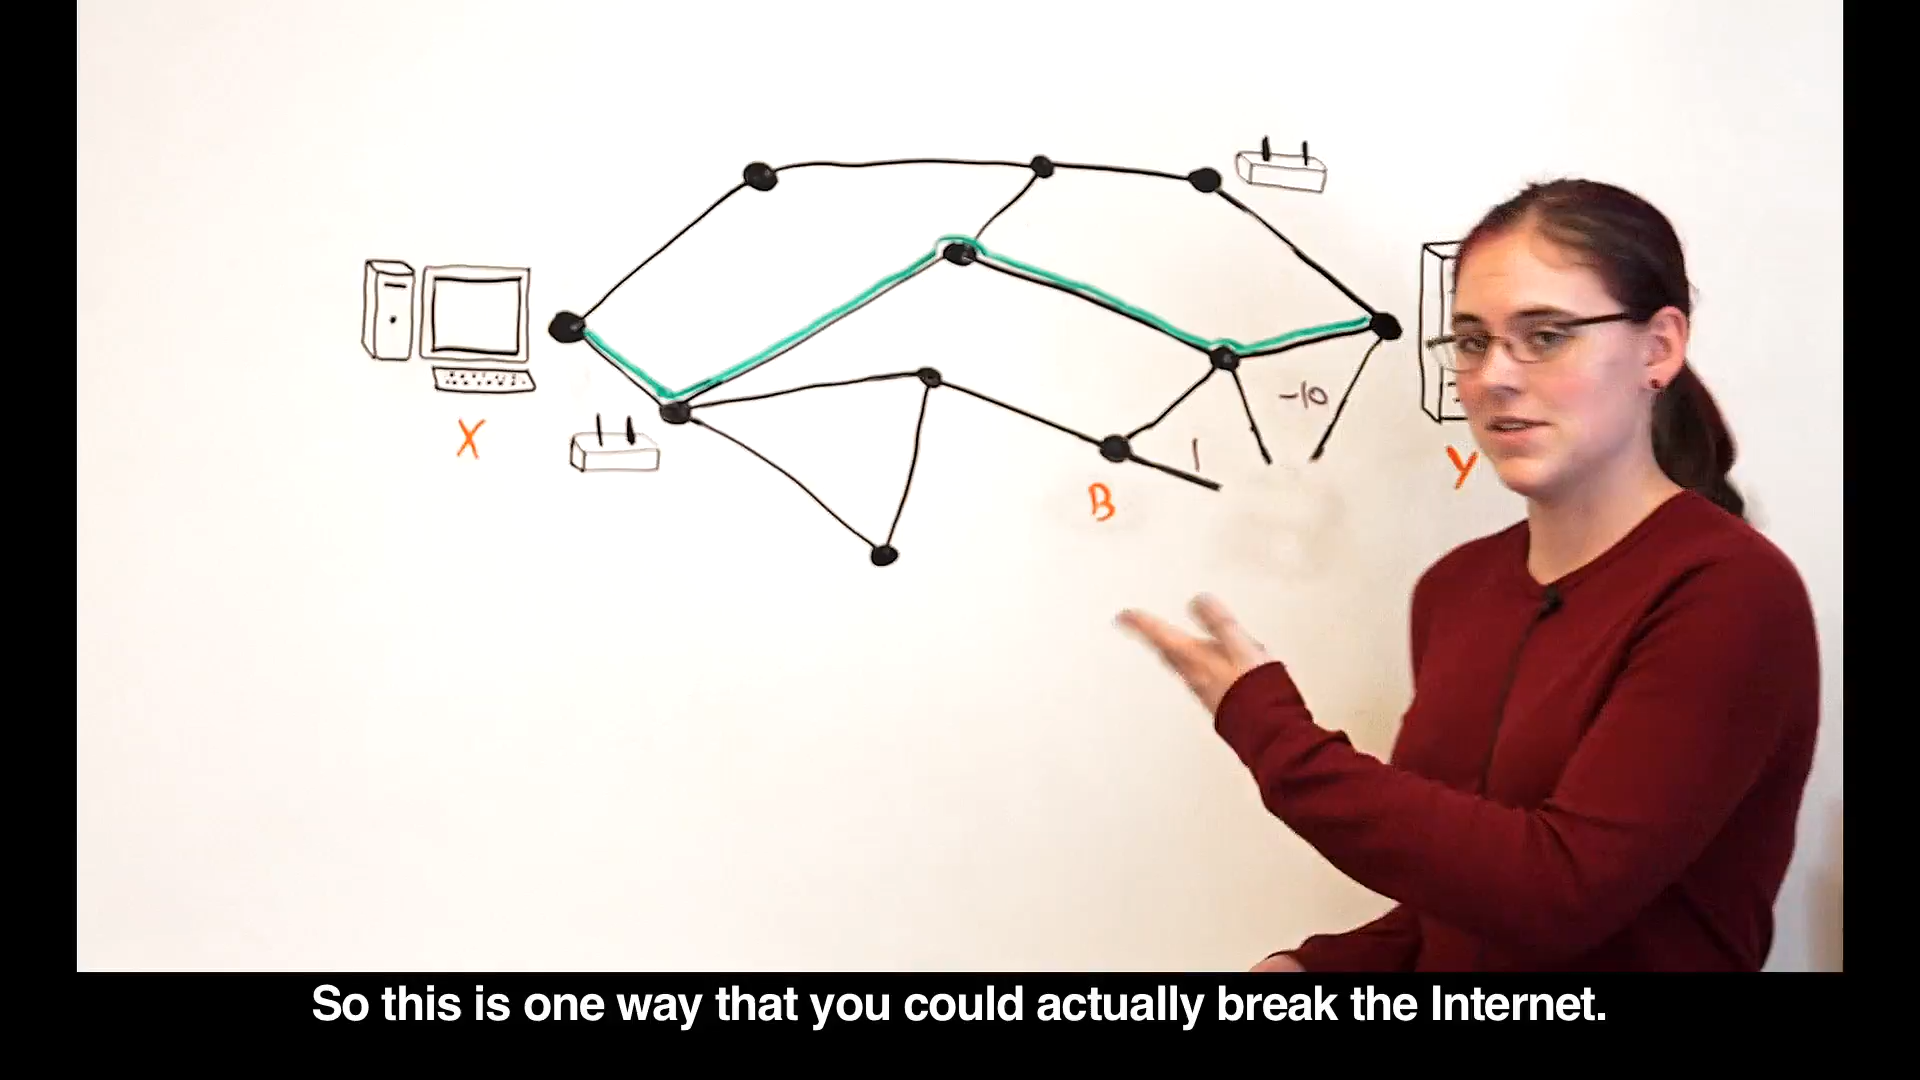 -10
X
1
Y
B
So this is one way that you could actually break the Internet.